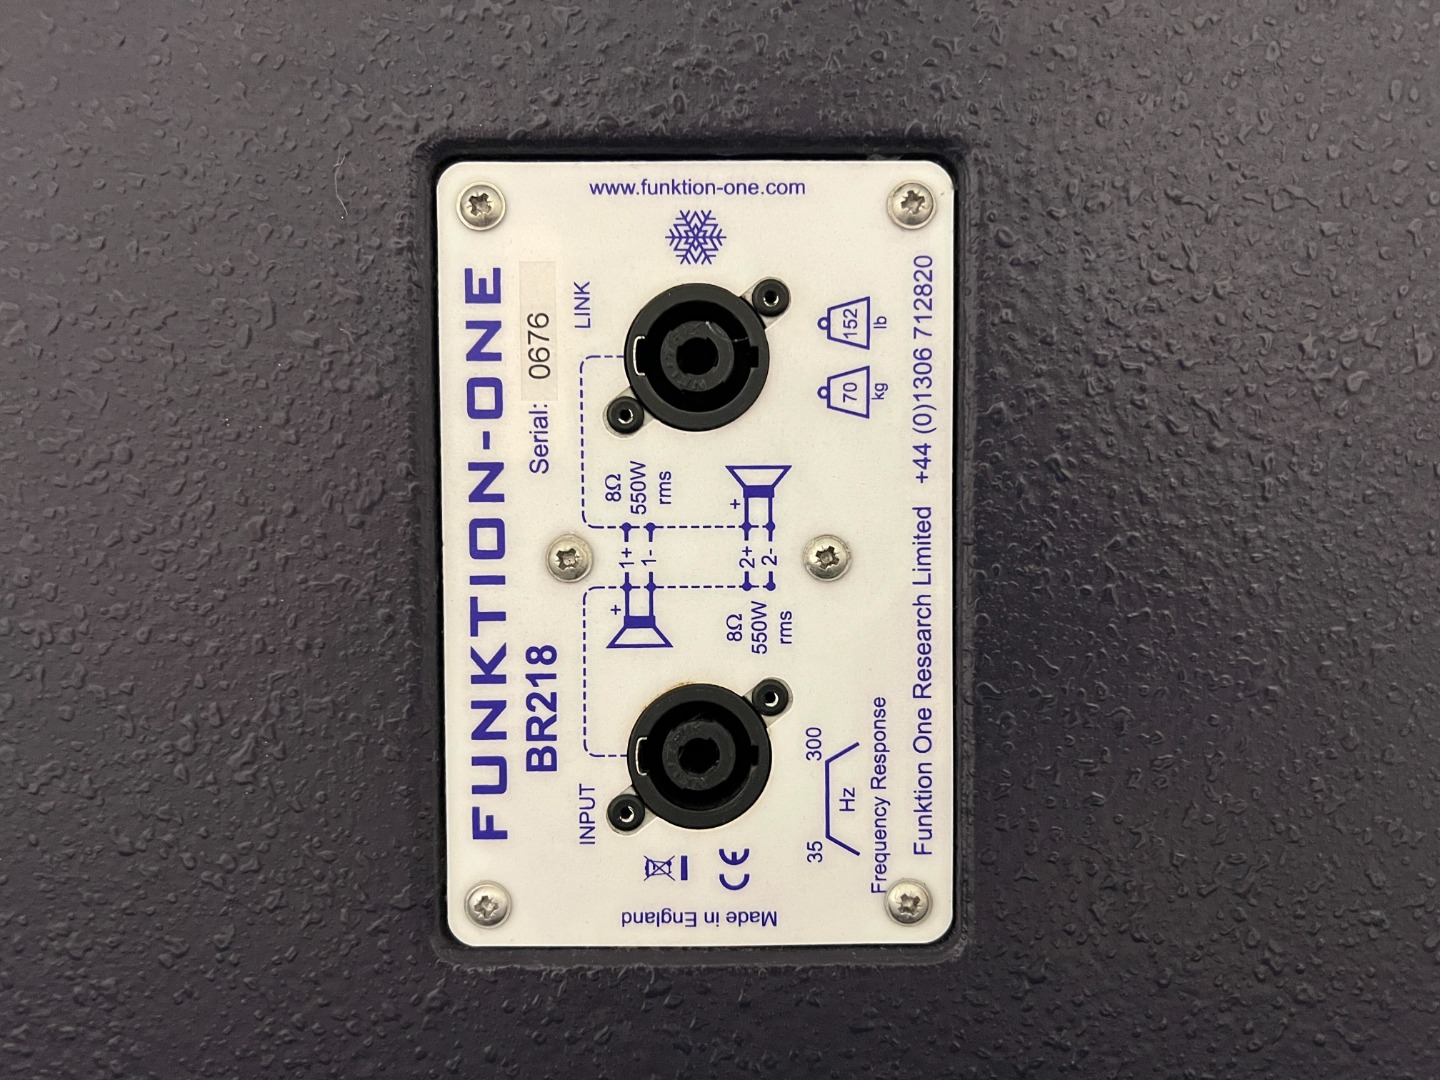 FUNKTION-ONE
BR218
Serial: 0676
INPUT
LINK
www.funktion-one.com
+
1+
1-
8Ω
550W
rms
8Ω
550W
rms
2+
2-
+
Made in England
CE
35
300
Hz
Frequency Response
70
kg
152
lb
Funktion One Research Limited +44 (0)1306 712820